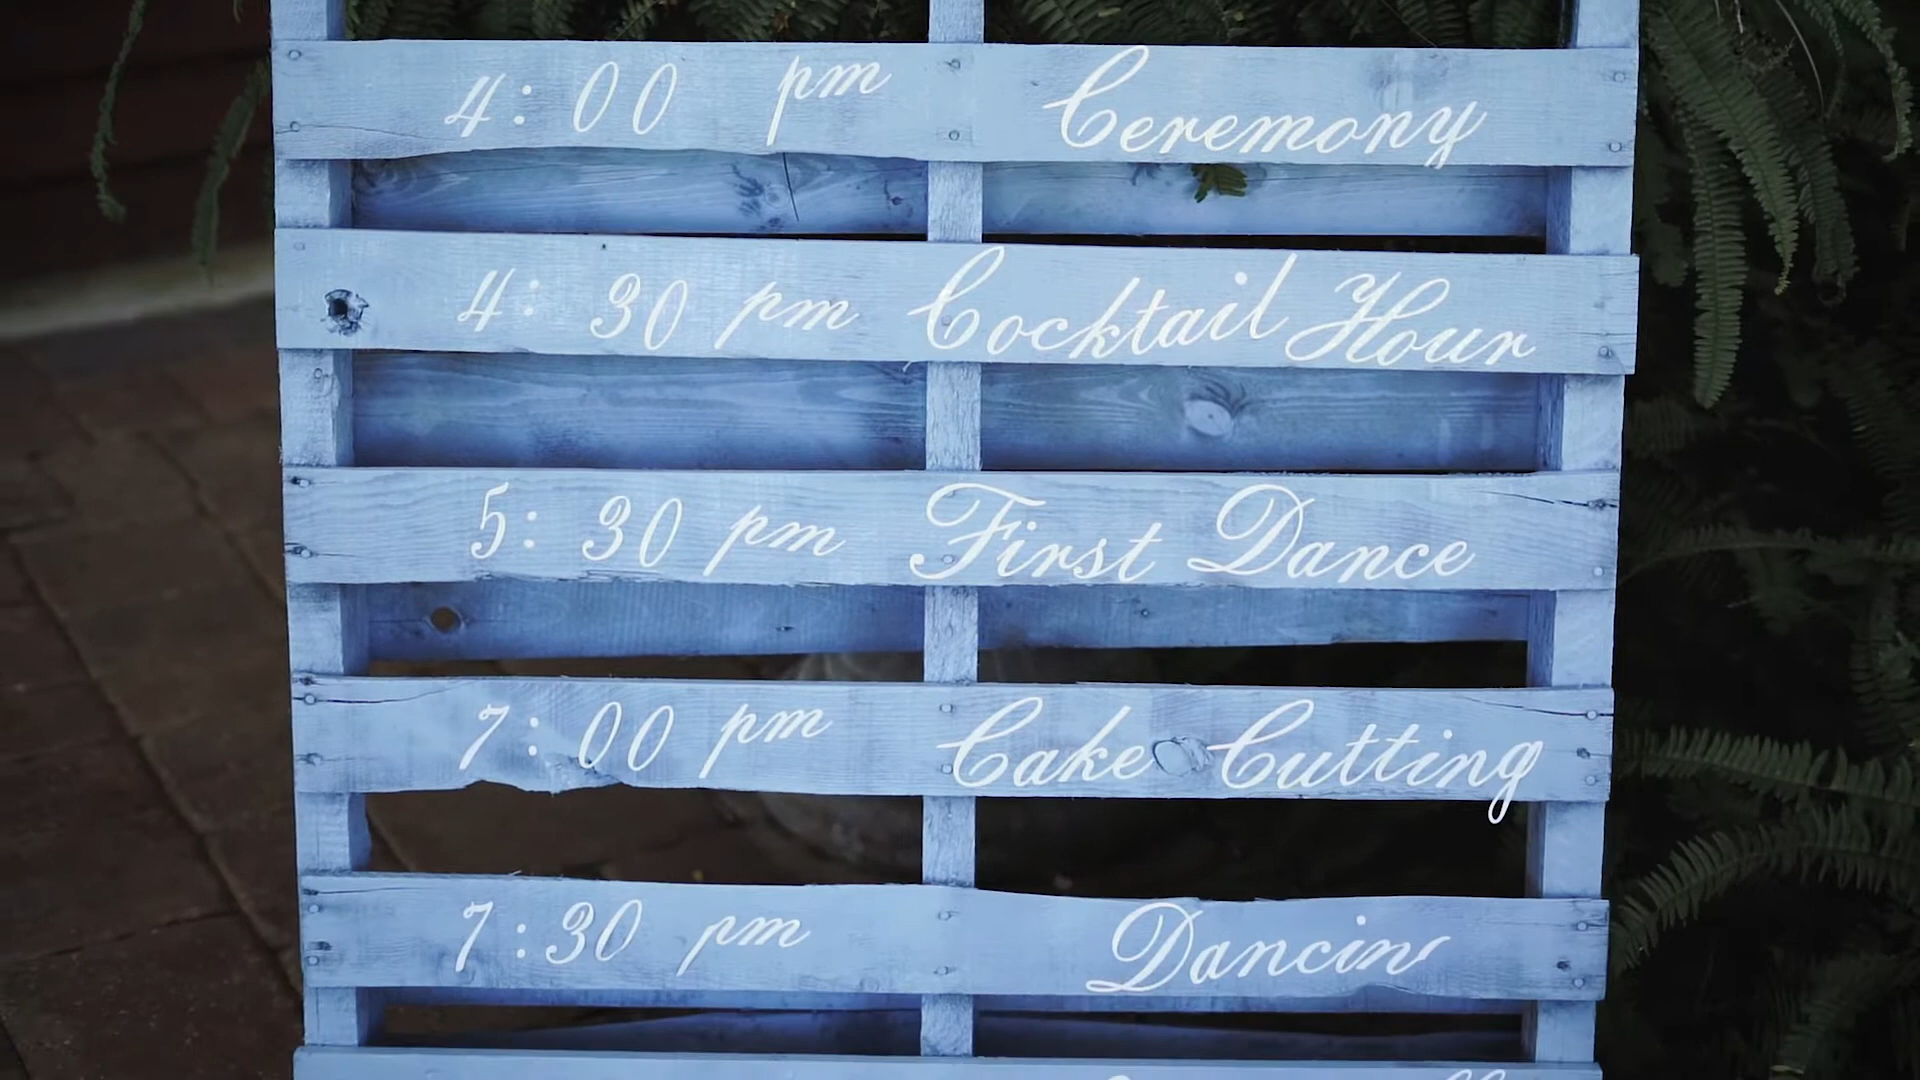 4:00 pm Ceremony
4:30 pm Cocktail Hour
5:30 pm First Dance
7:00 pm Cake Cutting
7:30 pm Dancin